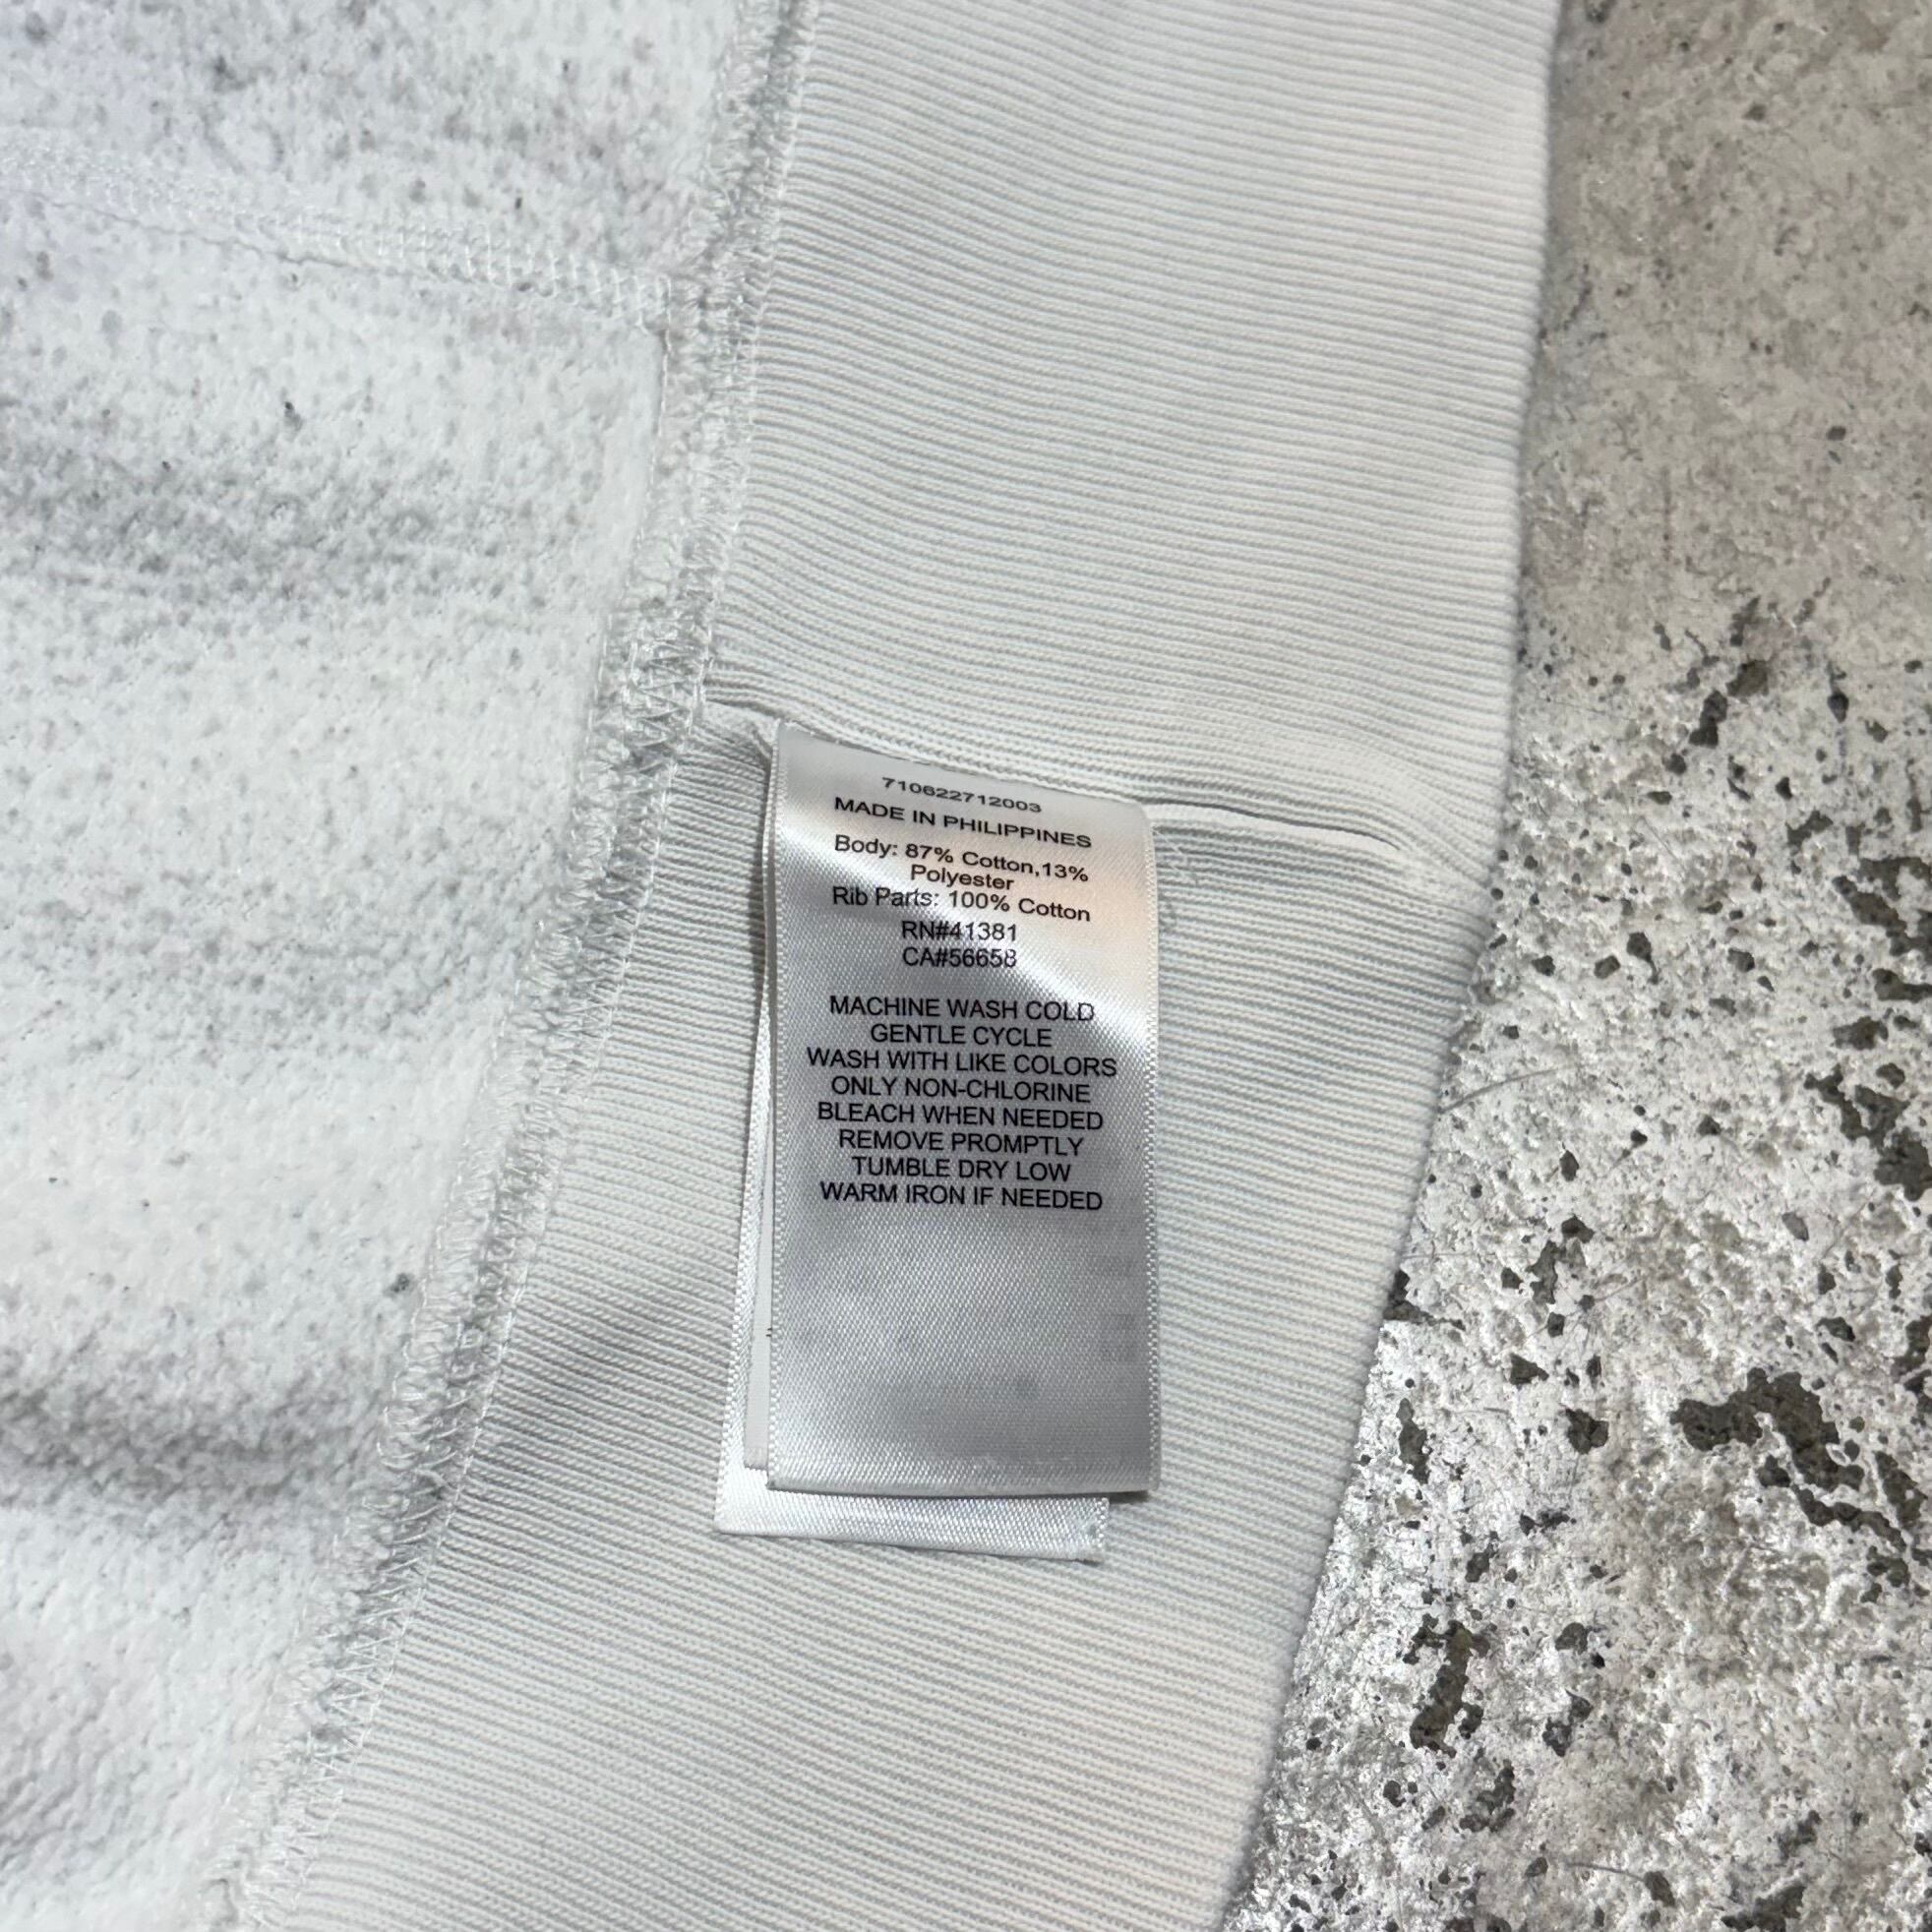 710622712003
MADE IN PHILIPPINES
Body: 87% Cotton,13%
Polyester
Rib Parts: 100% Cotton
RN#41381
CA#56658
MACHINE WASH COLD
GENTLE CYCLE
WASH WITH LIKE COLORS
ONLY NON-CHLORINE
BLEACH WHEN NEEDED
REMOVE PROMPTLY
TUMBLE DRY LOW
WARM IRON IF NEEDED